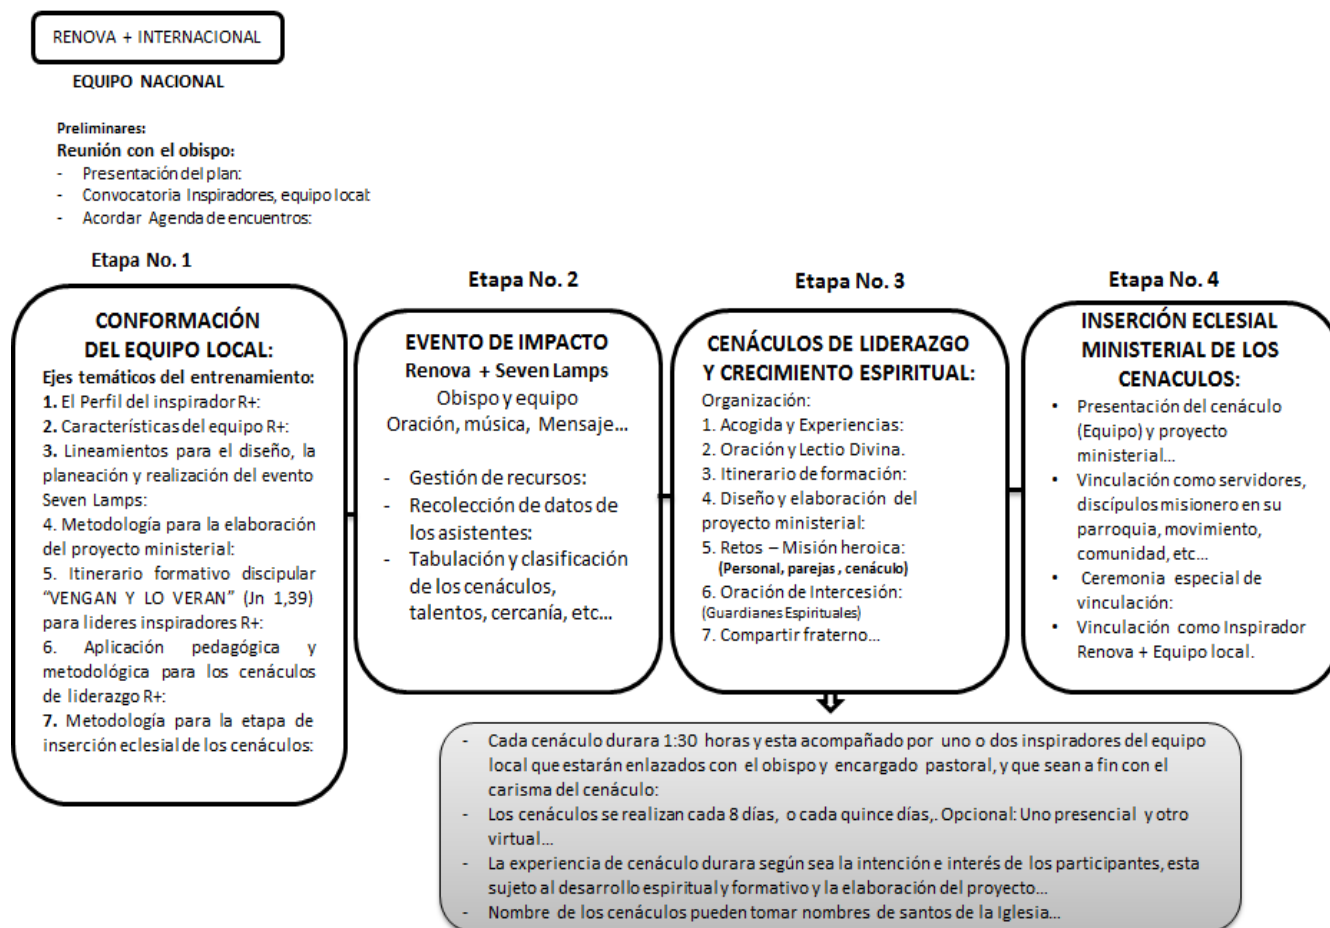 RENOVA + INTERNACIONAL
EQUIPO NACIONAL
Preliminares:
Reunión con el obispo:
- Presentación del plan:
- Convocatoria Inspiradores, equipo local:
- Acordar Agenda de encuentros:
Etapa No. 1
CONFORMACIÓN
DEL EQUIPO LOCAL:
Ejes temáticos del entrenamiento:
1. El Perfil del inspirador R+:
2. Características del equipo R+:
3. Lineamientos para el diseño, la
planeación y realización del evento
Seven Lamps:
4. Metodología para la elaboración
del proyecto ministerial:
5. Itinerario formativo discipular
“VENGAN Y LO VERAN” (Jn 1,39)
para lideres inspiradores R+:
6. Aplicación pedagógica y
metodológica para los cenáculos
de liderazgo R+:
7. Metodología para la etapa de
inserción eclesial de los cenáculos:
Etapa No. 2
EVENTO DE IMPACTO
Renova + Seven Lamps
Obispo y equipo
Oración, música, Mensaje...
- Gestión de recursos:
- Recolección de datos de
los asistentes:
- Tabulación y clasificación
de los cenáculos,
talentos, cercanía, etc...
Etapa No. 3
CENÁCULOS DE LIDERAZGO
Y CRECIMIENTO ESPIRITUAL:
Organización:
1. Acogida y Experiencias:
2. Oración y Lectio Divina.
3. Itinerario de formación:
4. Diseño y elaboración del
proyecto ministerial:
5. Retos – Misión heroica:
(Personal, parejas , cenáculo)
6. Oración de Intercesión:
(Guardianes Espirituales)
7. Compartir fraterno...
Etapa No. 4
INSERCIÓN ECLESIAL
MINISTERIAL DE LOS
CENACULOS:
• Presentación del cenáculo
(Equipo) y proyecto
ministerial...
• Vinculación como servidores,
discípulos misionero en su
parroquia, movimiento,
comunidad, etc...
• Ceremonia especial de
vinculación:
• Vinculación como Inspirador
Renova + Equipo local.
- Cada cenáculo durara 1:30 horas y esta acompañado por uno o dos inspiradores del equipo
local que estarán enlazados con el obispo y encargado pastoral, y que sean a fin con el
carisma del cenáculo:
- Los cenáculos se realizan cada 8 días, o cada quince días,. Opcional: Uno presencial y otro
virtual...
- La experiencia de cenáculo durara según sea la intención e interés de los participantes, esta
sujeto al desarrollo espiritual y formativo y la elaboración del proyecto...
- Nombre de los cenáculos pueden tomar nombres de santos de la Iglesia...